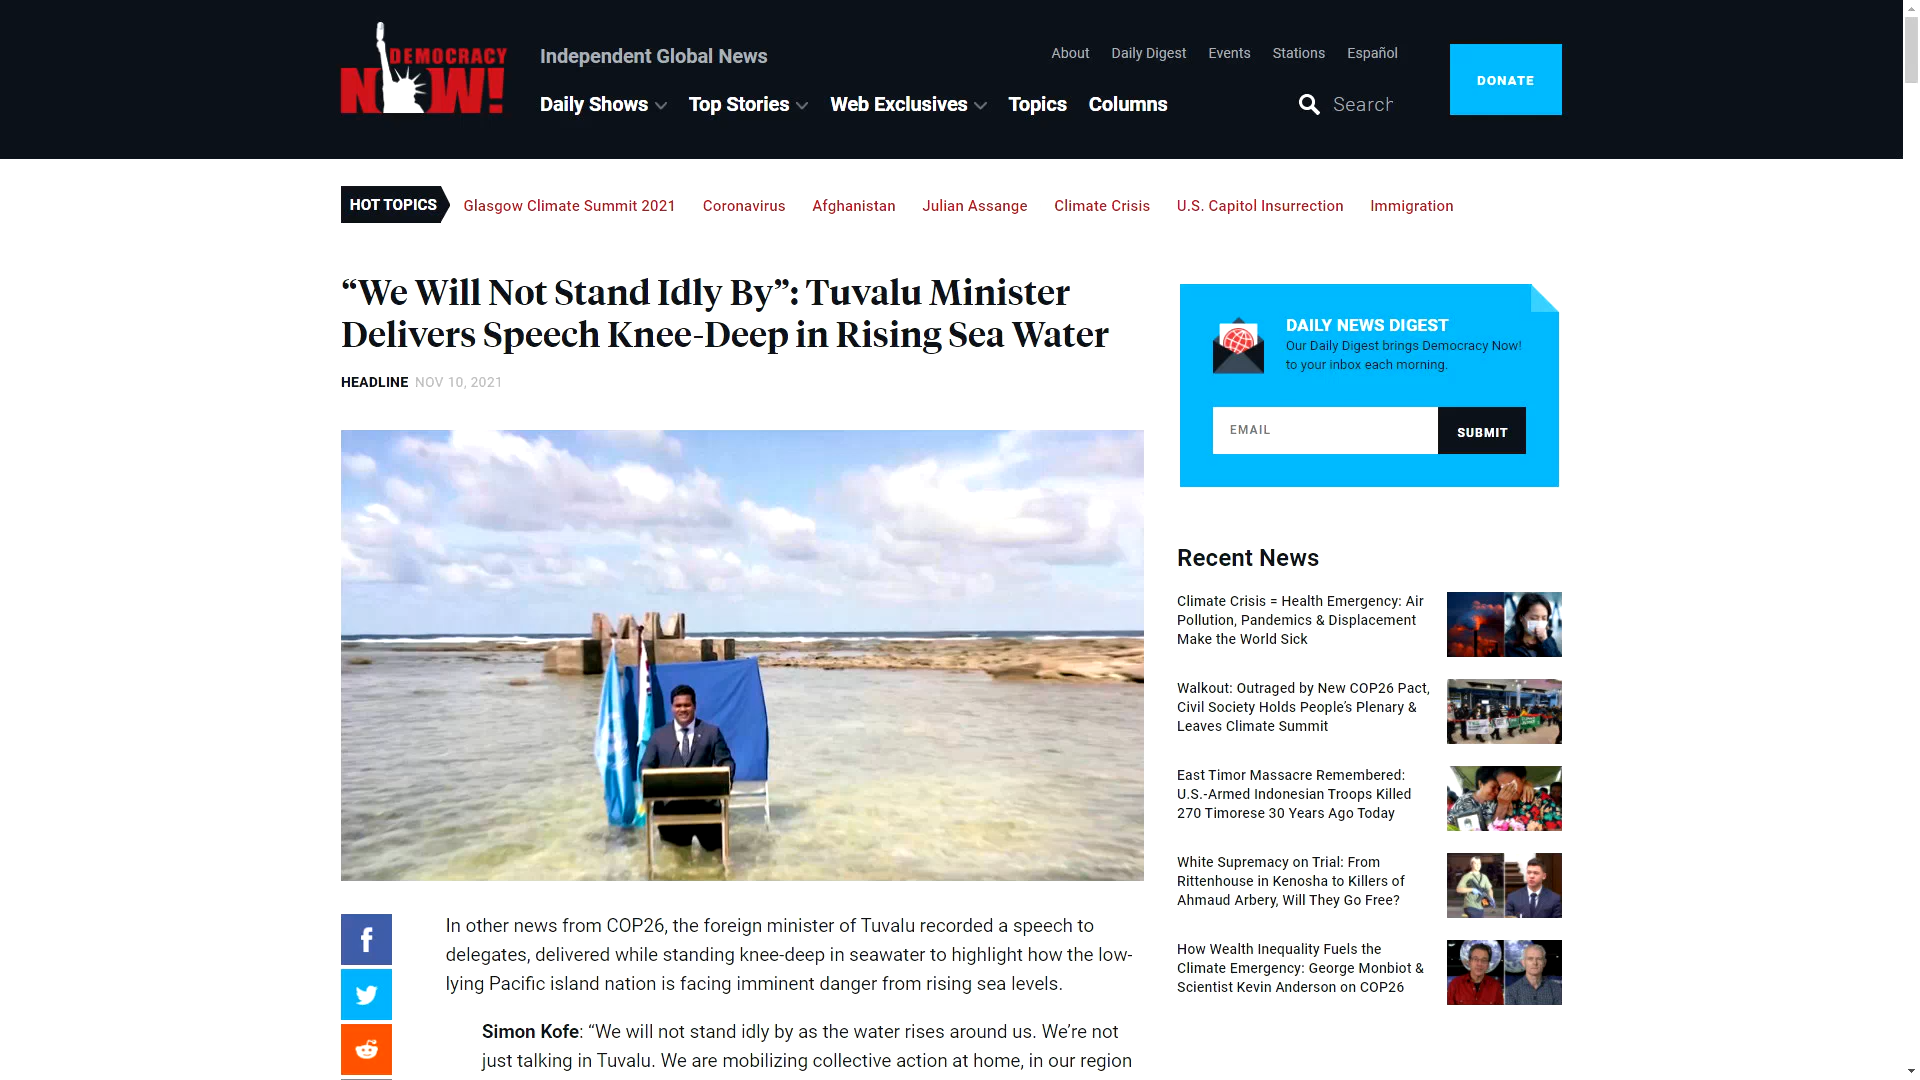 DEMOCRACY
NOW!
Independent Global News
About
Daily Digest
Events
Stations
Español
Daily Shows
Top Stories
Web Exclusives
Topics
Columns
Search
DONATE
HOT TOPICS
Glasgow Climate Summit 2021
Coronavirus
Afghanistan
Julian Assange
Climate Crisis
U.S. Capitol Insurrection
Immigration
“We Will Not Stand Idly By”: Tuvalu Minister
Delivers Speech Knee-Deep in Rising Sea Water
HEADLINE NOV 10, 2021
In other news from COP26, the foreign minister of Tuvalu recorded a speech to
delegates, delivered while standing knee-deep in seawater to highlight how the low-
lying Pacific island nation is facing imminent danger from rising sea levels.
Simon Kofe: “We will not stand idly by as the water rises around us. We’re not
just talking in Tuvalu. We are mobilizing collective action at home, in our region
DAILY NEWS DIGEST
Our Daily Digest brings Democracy Now!
to your inbox each morning.
EMAIL
SUBMIT
Recent News
Climate Crisis = Health Emergency: Air
Pollution, Pandemics & Displacement
Make the World Sick
Walkout: Outraged by New COP26 Pact,
Civil Society Holds People’s Plenary &
Leaves Climate Summit
East Timor Massacre Remembered:
U.S.-Armed Indonesian Troops Killed
270 Timorese 30 Years Ago Today
White Supremacy on Trial: From
Rittenhouse in Kenosha to Killers of
Ahmaud Arbery, Will They Go Free?
How Wealth Inequality Fuels the
Climate Emergency: George Monbiot &
Scientist Kevin Anderson on COP26